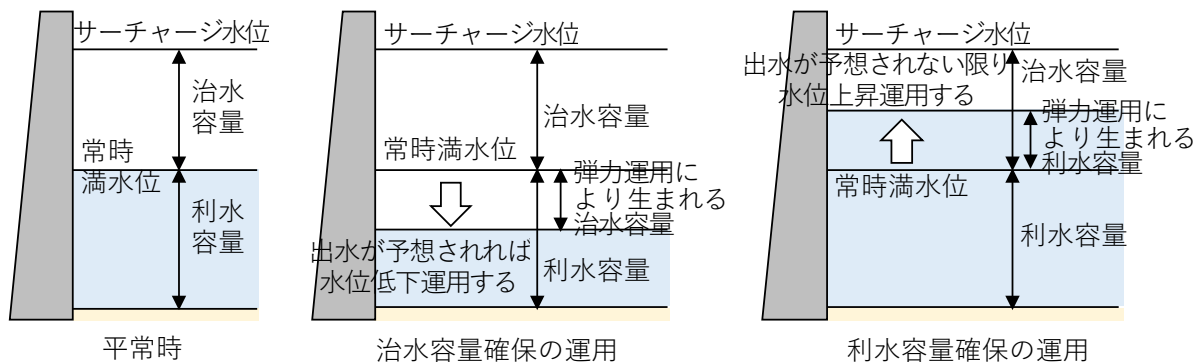 サーチャージ水位
治水
容量
常時
満水位
利水
容量
平常時
サーチャージ水位
治水容量
常時満水位
弾力運用に
より生まれる
治水容量
出水が予想されれば
水位低下運用する
利水容量
治水容量確保の運用
サーチャージ水位
出水が予想されない限り
水位上昇運用する
治水容量
弾力運用に
より生まれる
利水容量
常時満水位
利水容量
利水容量確保の運用